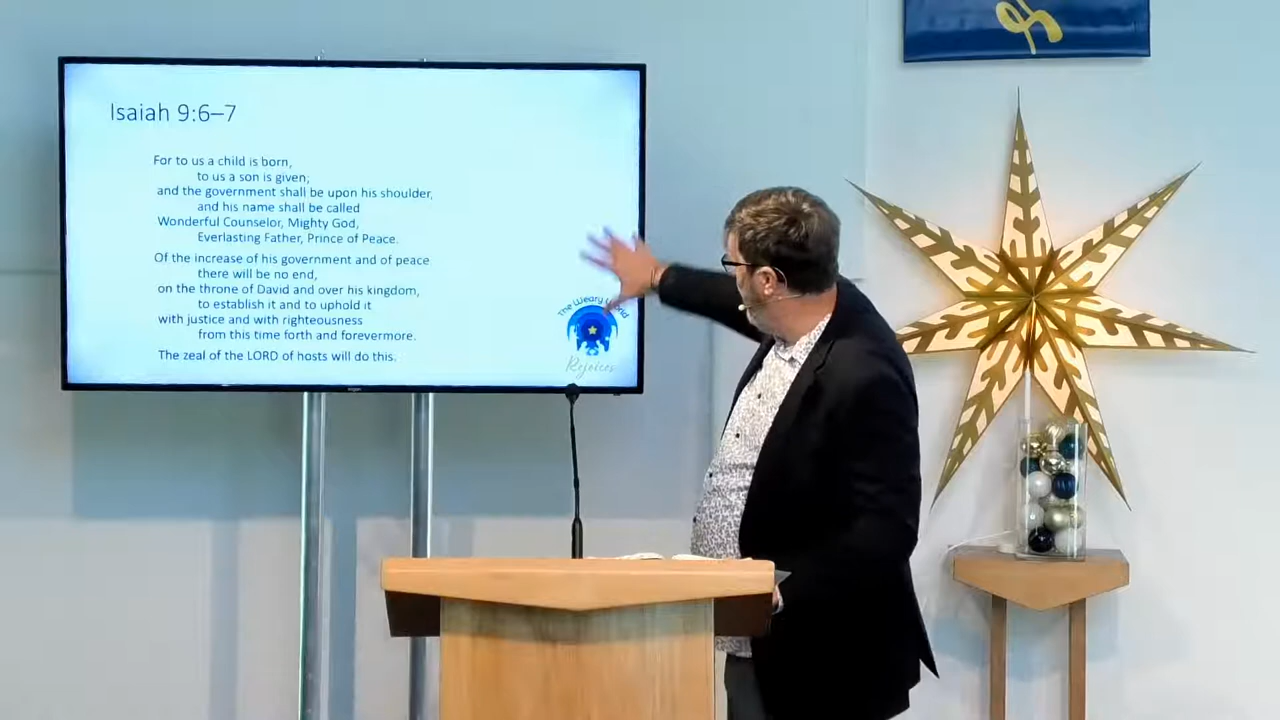 Isaiah 9:6–7
For to us a child is born,
to us a son is given;
and the government shall be upon his shoulder,
and his name shall be called
Wonderful Counselor, Mighty God,
Everlasting Father, Prince of Peace.
Of the increase of his government and of peace
there will be no end,
on the throne of David and over his kingdom,
to establish it and to uphold it
with justice and with righteousness
from this time forth and forevermore.
The zeal of the LORD of hosts will do this.
The Weary World
Rejoices